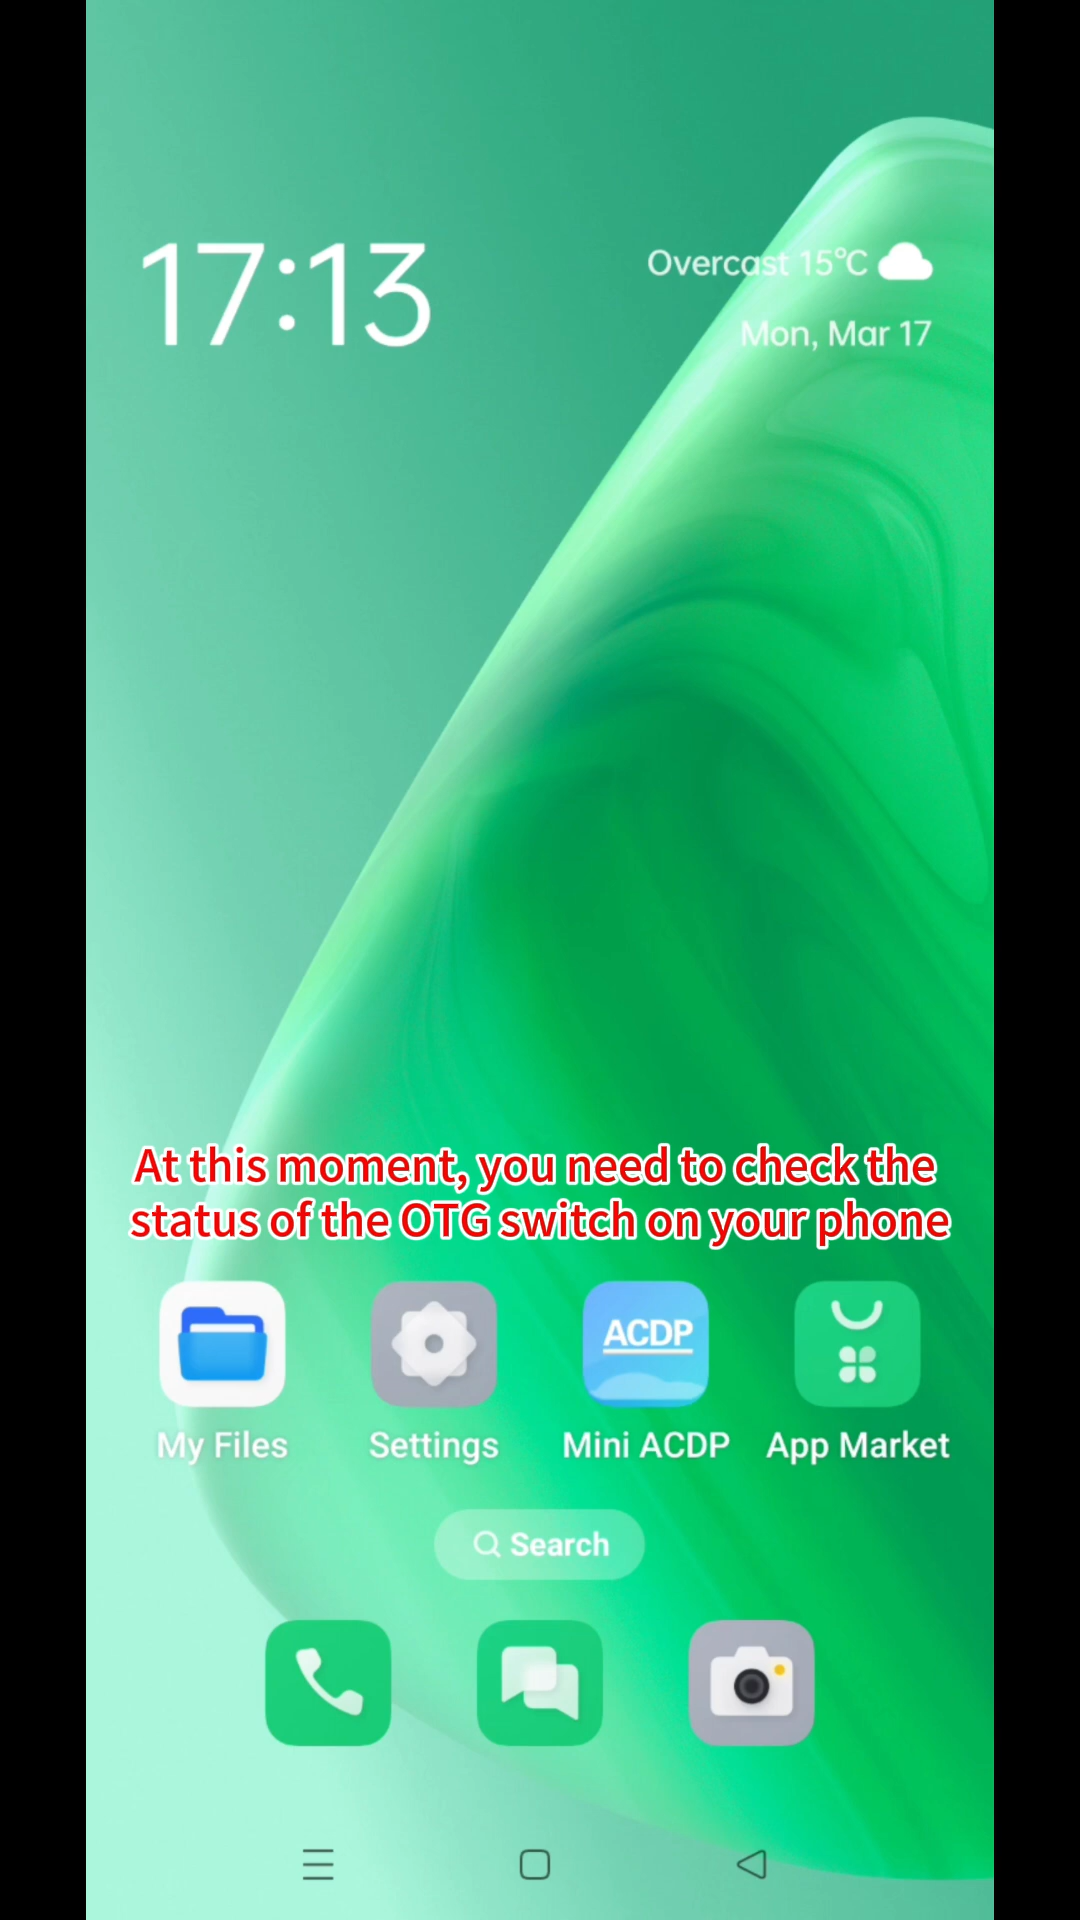 17:13
Overcast 15°C
Mon, Mar 17
At this moment, you need to check the
status of the OTG switch on your phone
ACDP
My Files
Settings
Mini ACDP
App Market
Search